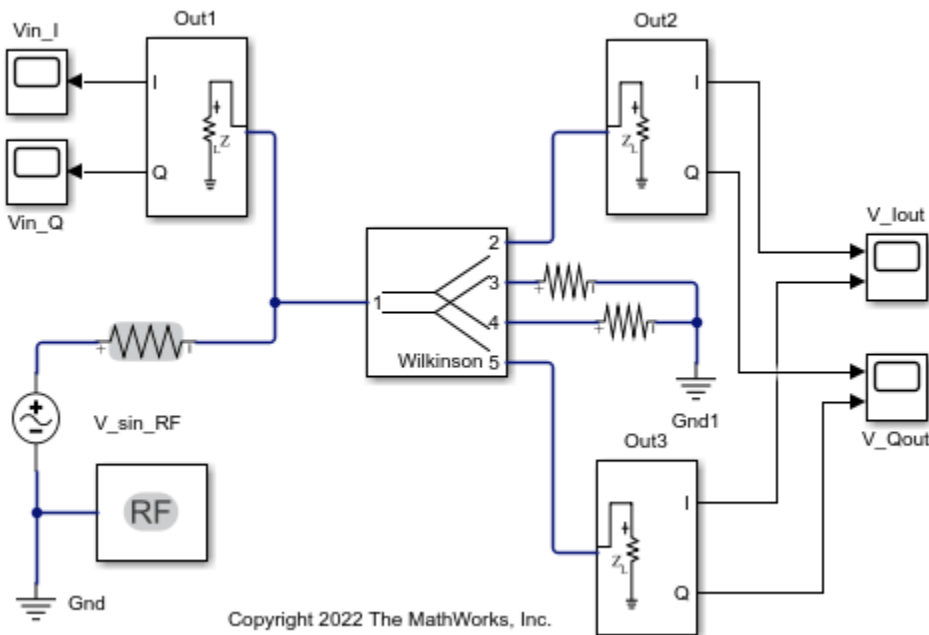 Vin_I
Out1
Out2
I
Q
+
Z
L
Vin_Q
I
Q
+
Z
L
V_Iout
1
2
3
4
5
Wilkinson
+
+
+
V_sin_RF
Gnd1
V_Qout
Out3
I
Q
+
Z
L
RF
Gnd
Copyright 2022 The MathWorks, Inc.